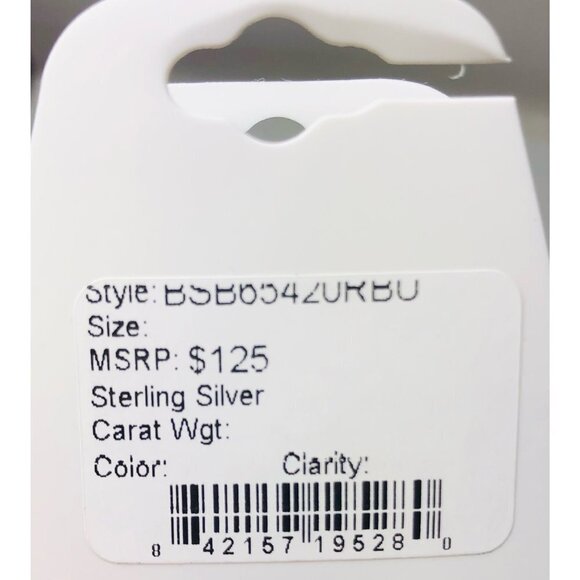 Style: BSB65420RBU
Size:
MSRP: $125
Sterling Silver
Carat Wgt:
Color: Clarity:
8 42157 19528 0